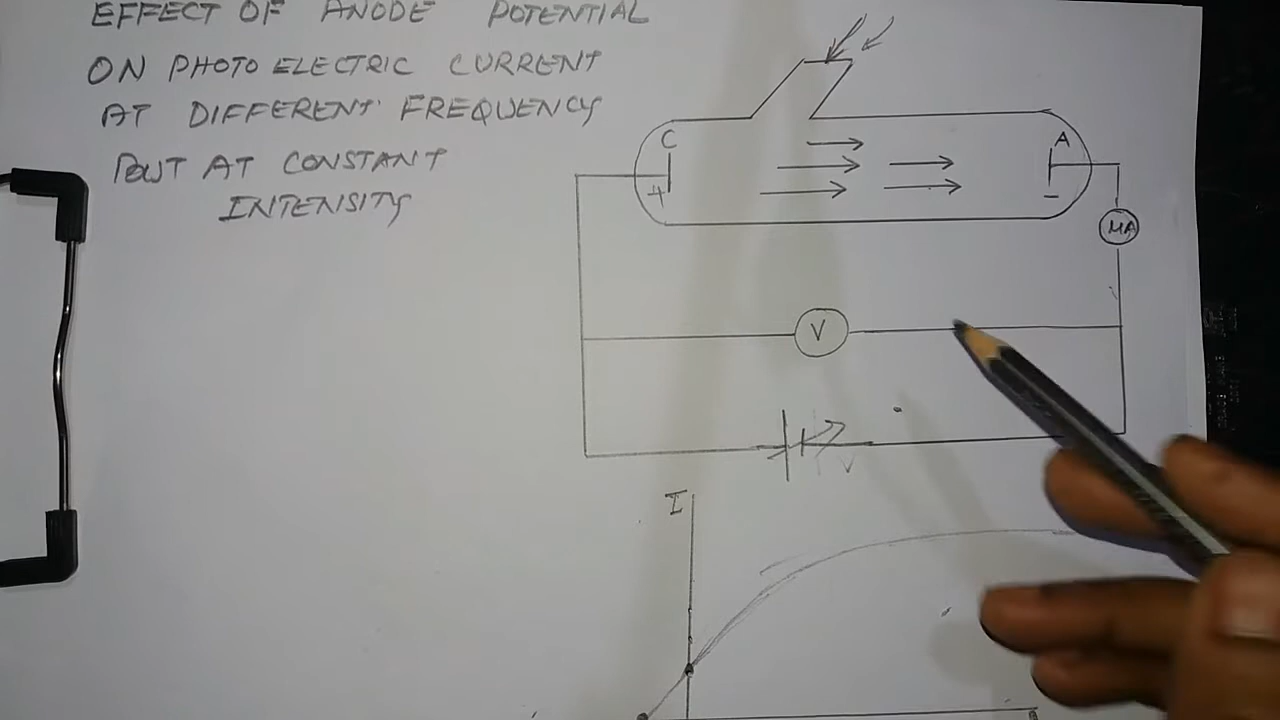 EFFECT OF ANODE POTENTIAL
ON PHOTO ELECTRIC CURRENT
AT DIFFERENT FREQUENCY
BUT AT CONSTANT
INTENSITY
C
A
+
-
MA
V
V
I